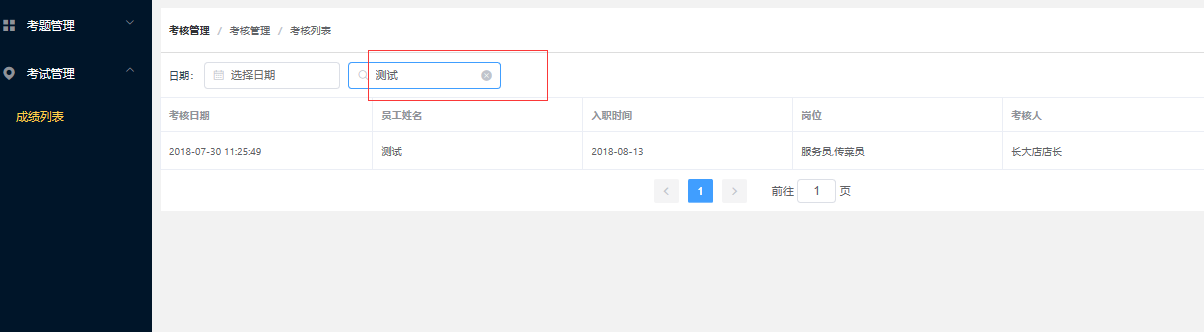 考题管理
考试管理
成绩列表
考核管理 / 考核管理 / 考核列表
日期: 选择日期 测试
考核日期 员工姓名 入职时间 岗位 考核人
2018-07-30 11:25:49 测试 2018-08-13 服务员,传菜员 长大店店长
1 前往 1 页